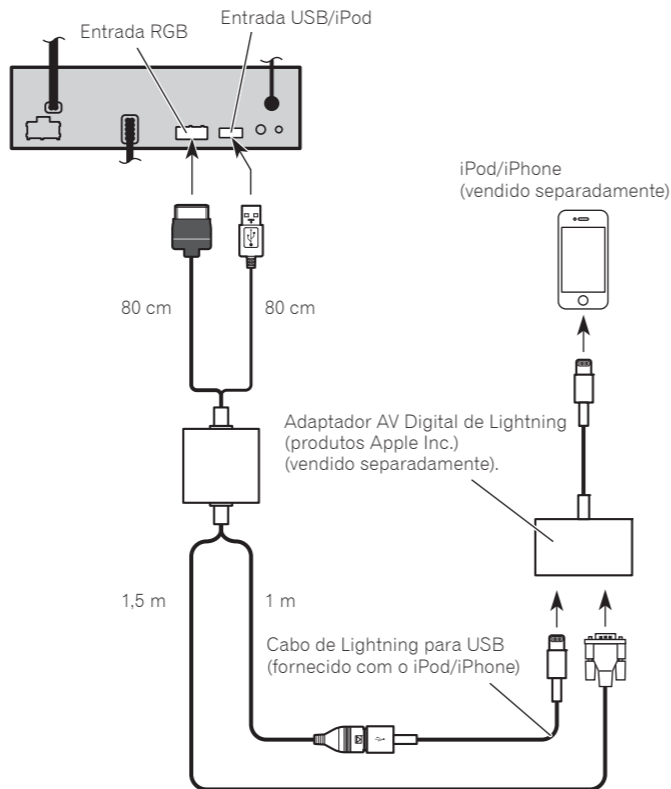 Entrada RGB
Entrada USB/iPod
iPod/iPhone
(vendido separadamente)
80 cm
80 cm
Adaptador AV Digital de Lightning
(produtos Apple Inc.)
(vendido separadamente).
1,5 m
1 m
Cabo de Lightning para USB
(fornecido com o iPod/iPhone)